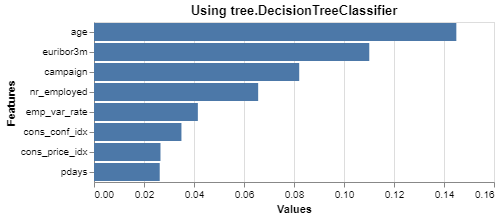 Using tree.DecisionTreeClassifier
Features
age
euribor3m
campaign
nr_employed
emp_var_rate
cons_conf_idx
cons_price_idx
pdays
0.00 0.02 0.04 0.06 0.08 0.10 0.12 0.14 0.16
Values